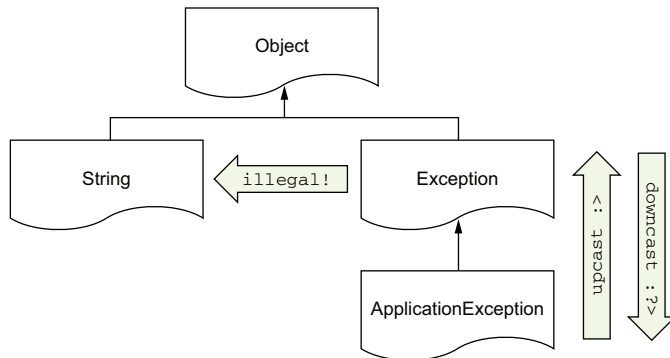 Object
String
illegal!
Exception
ApplicationException
upcast :>
downcast :?>